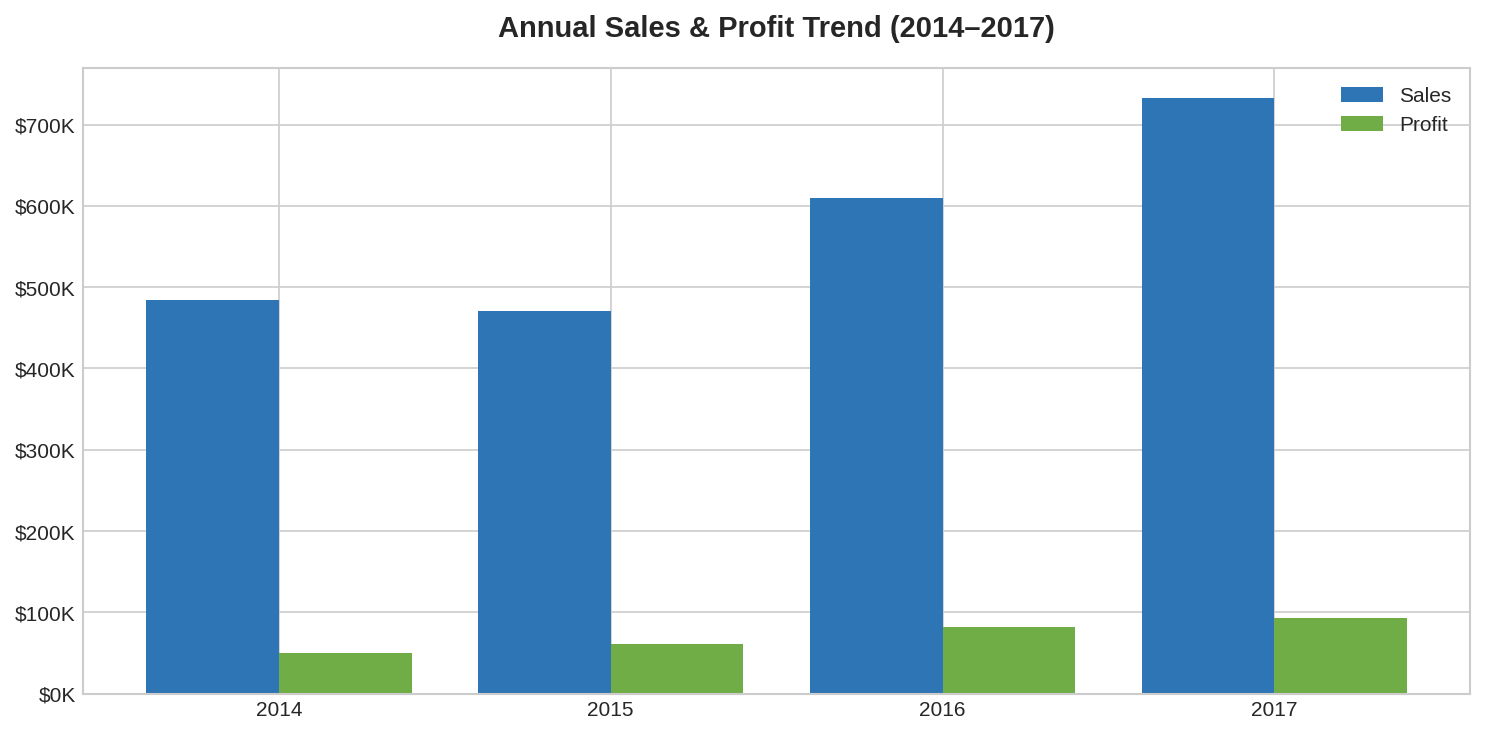 Annual Sales & Profit Trend (2014–2017)
Sales
Profit
$700K
$600K
$500K
$400K
$300K
$200K
$100K
$0K
2014 2015 2016 2017